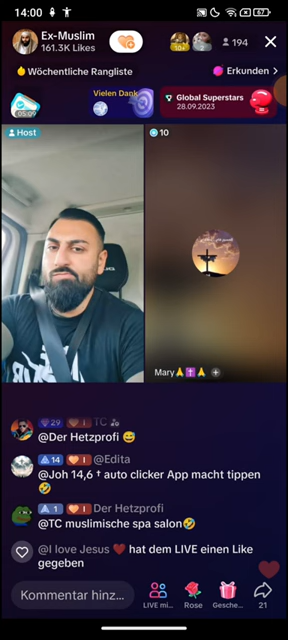 14:00
67
Ex-Muslim
161.3K Likes
194
Wöchentliche Rangliste
Erkunden >
05:09
Vielen Dank
Global Superstars
28.09.2023
Host
10
Mary🙏✝️🙏
29 I TC
@Der Hetzprofi 😅
14 I @Edita
@Joh 14,6 † auto clicker App macht tippen
🤣
1 I Der Hetzprofi
@TC muslimische spa salon🤣
@I love Jesus ❤️ hat dem LIVE einen Like
gegeben
Kommentar hinz...
LIVE mi...
Rose
Gesche...
21